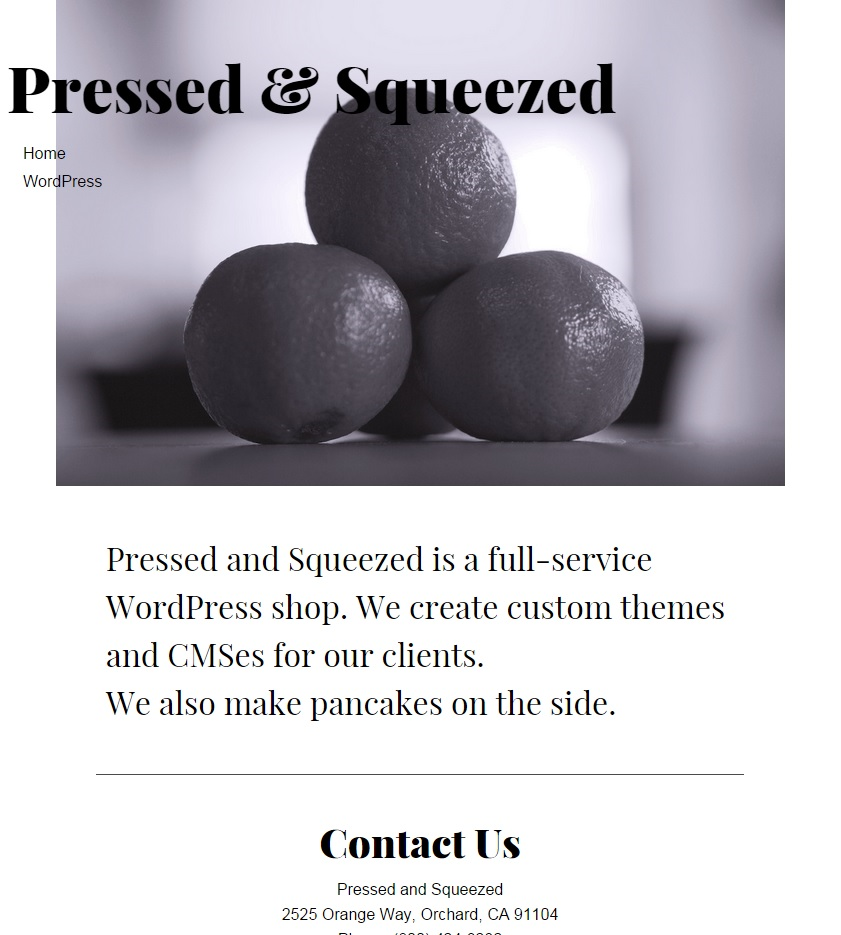 Pressed & Squeezed
Home
WordPress
Pressed and Squeezed is a full-service
WordPress shop. We create custom themes
and CMSes for our clients.
We also make pancakes on the side.
Contact Us
Pressed and Squeezed
2525 Orange Way, Orchard, CA 91104